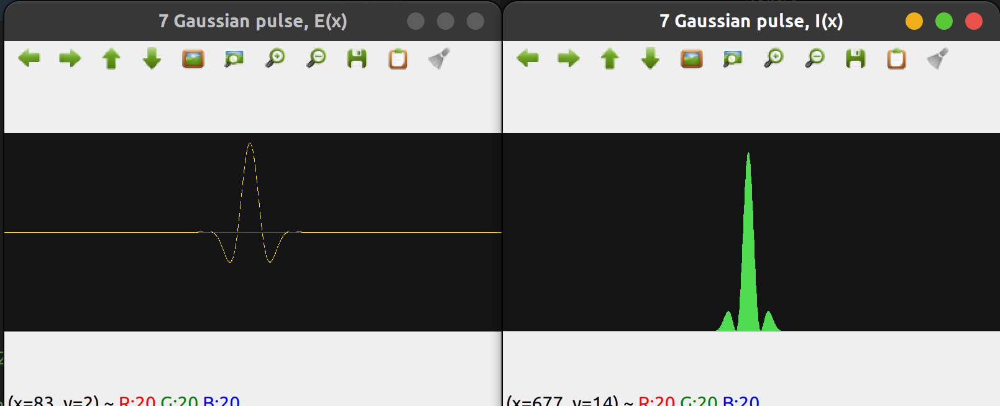 7 Gaussian pulse, E(x)
7 Gaussian pulse, I(x)
(x=83, y=2) ~ R:20 G:20 B:20
(x=677, y=14) ~ R:20 G:20 B:20